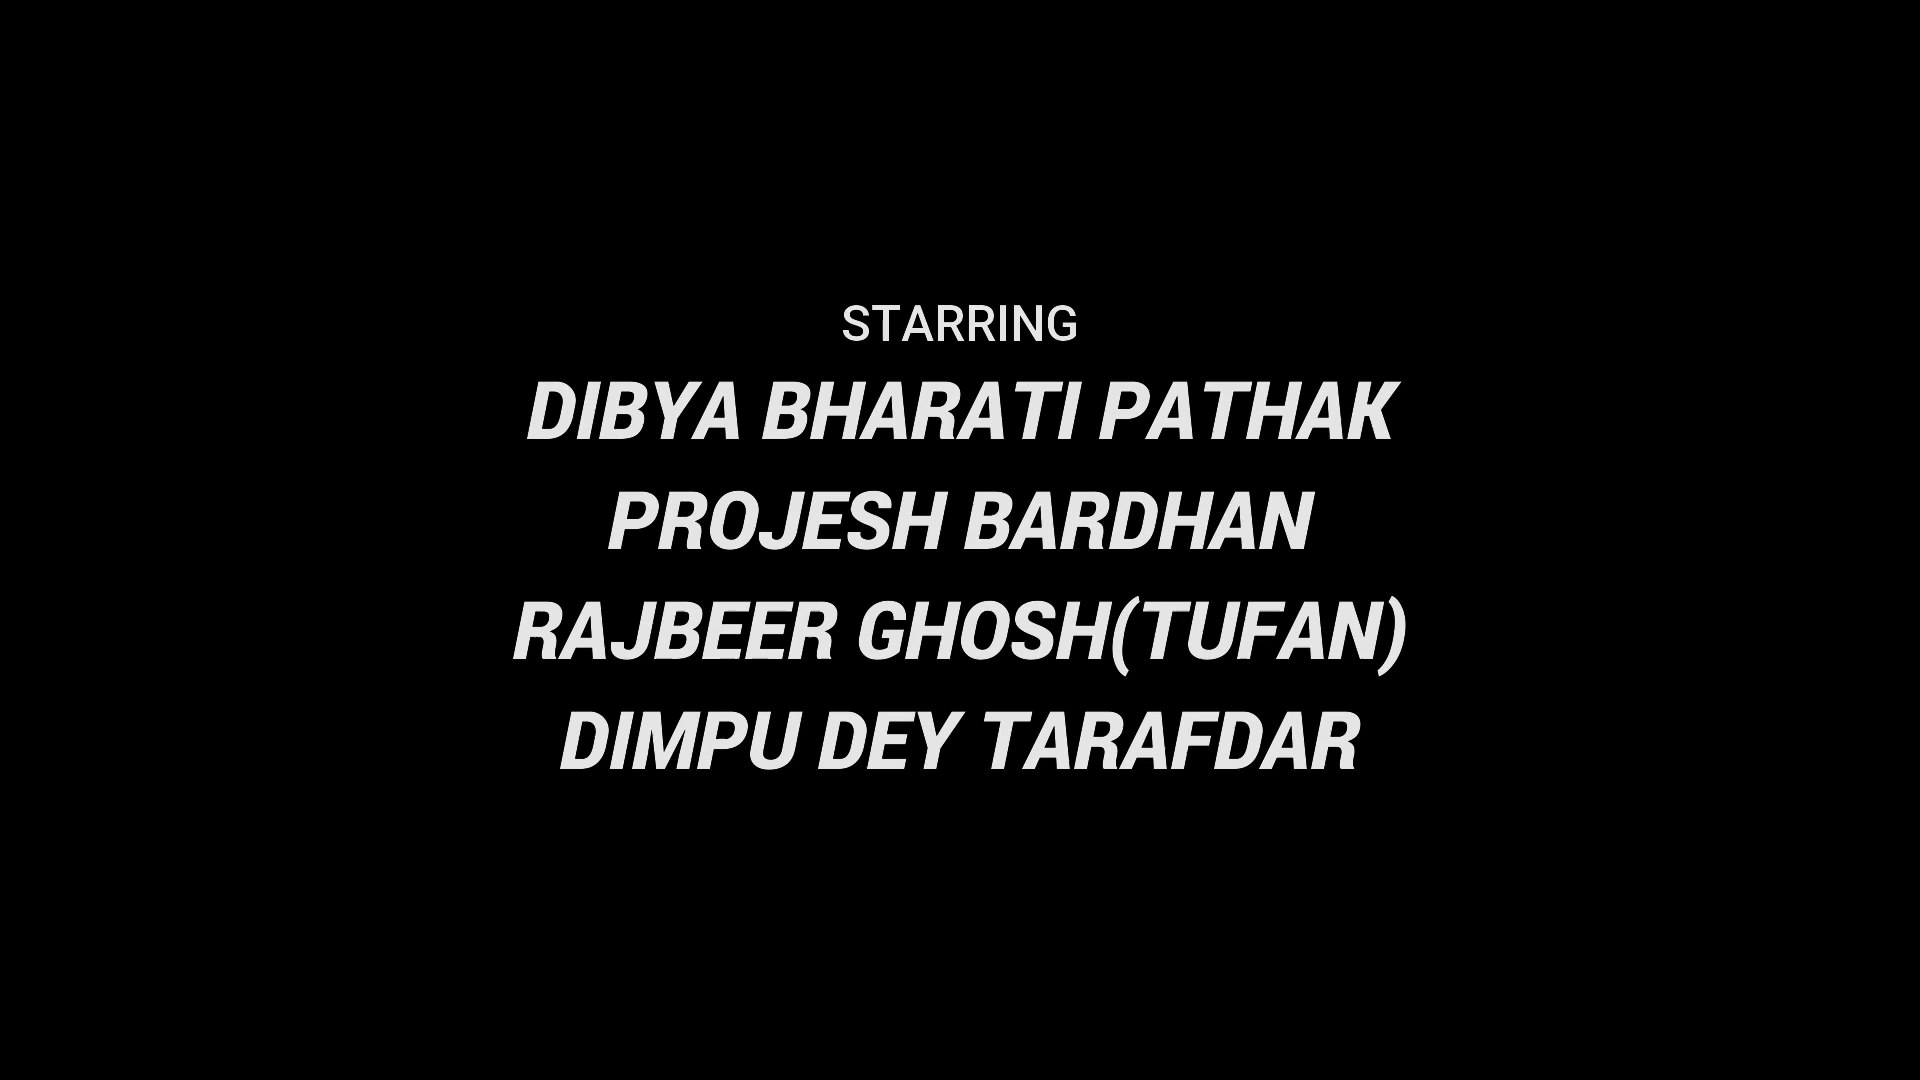 STARRING
DIBYA BHARATI PATHAK
PROJESH BARDHAN
RAJBEER GHOSH(TUFAN)
DIMPU DEY TARAFDAR